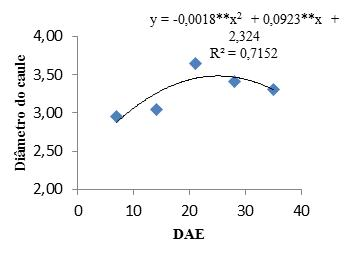 y = -0,0018**x² + 0,0923**x +
2,324
R² = 0,7152
4,00
3,50
3,00
2,50
2,00
Diâmetro do caule
0 10 20 30 40
DAE